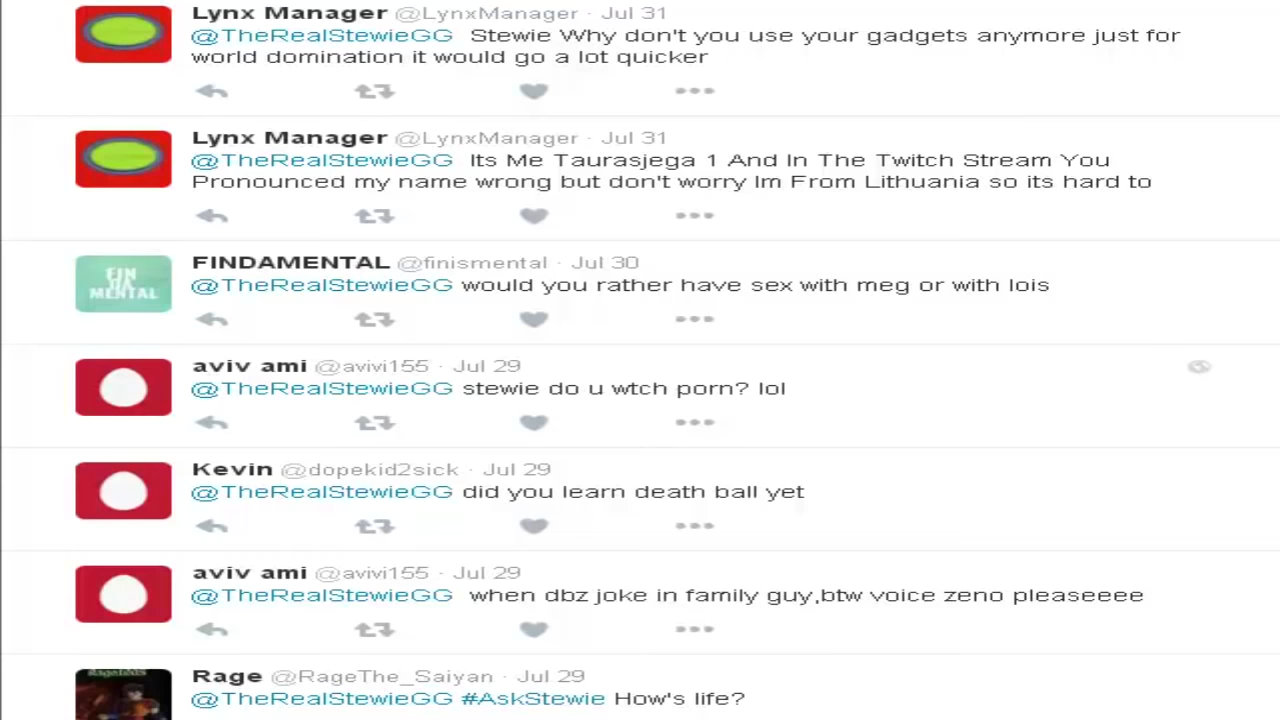 Lynx Manager @LynxManager · Jul 31
@TheRealStewieGG Stewie Why don't you use your gadgets anymore just for
world domination it would go a lot quicker
Lynx Manager @LynxManager · Jul 31
@TheRealStewieGG Its Me Taurasjega 1 And In The Twitch Stream You
Pronounced my name wrong but don't worry Im From Lithuania so its hard to
FINDAMENTAL @finismental · Jul 30
@TheRealStewieGG would you rather have sex with meg or with lois
FIN
DA
MENTAL
aviv ami @avivi155 · Jul 29
@TheRealStewieGG stewie do u wtch porn? lol
Kevin @dopekid2sick · Jul 29
@TheRealStewieGG did you learn death ball yet
aviv ami @avivi155 · Jul 29
@TheRealStewieGG when dbz joke in family guy,btw voice zeno pleaseeee
Rage @RageThe_Saiyan · Jul 29
@TheRealStewieGG #AskStewie How's life?